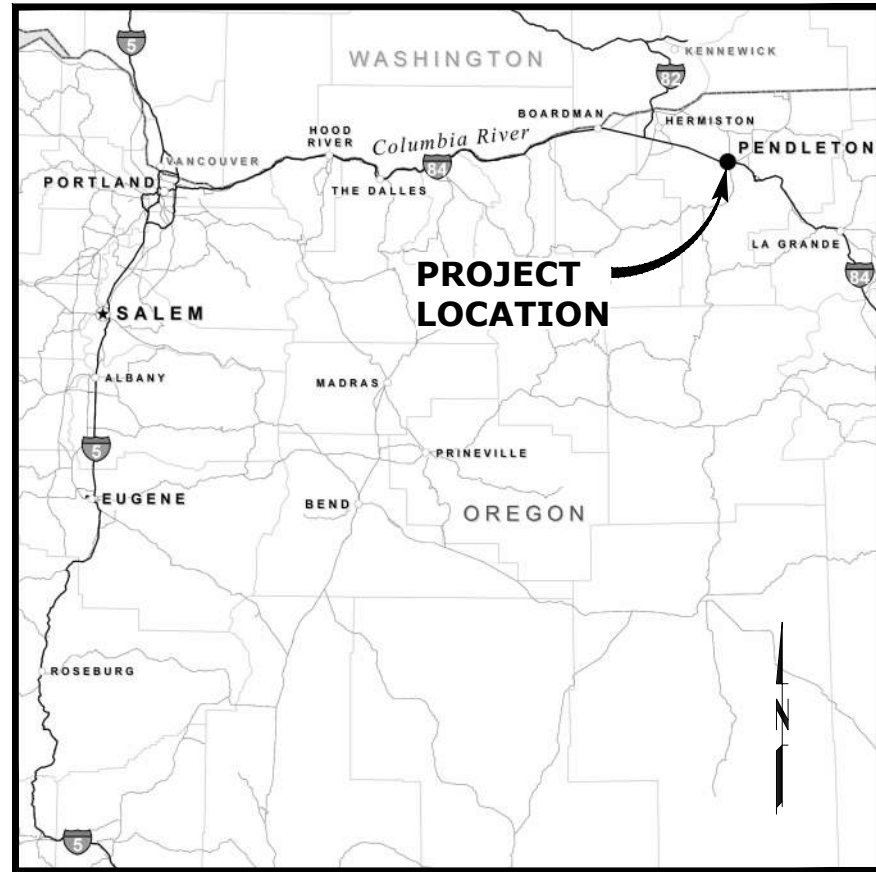 5
WASHINGTON
KENNEWICK
82
BOARDMAN
HERMISTON
HOOD
RIVER
Columbia River
VANCOUVER
84
PENDLETON
PORTLAND
THE DALLES
LA GRANDE
PROJECT
LOCATION
84
SALEM
ALBANY
MADRAS
5
PRINEVILLE
EUGENE
BEND
OREGON
ROSEBURG
N
5